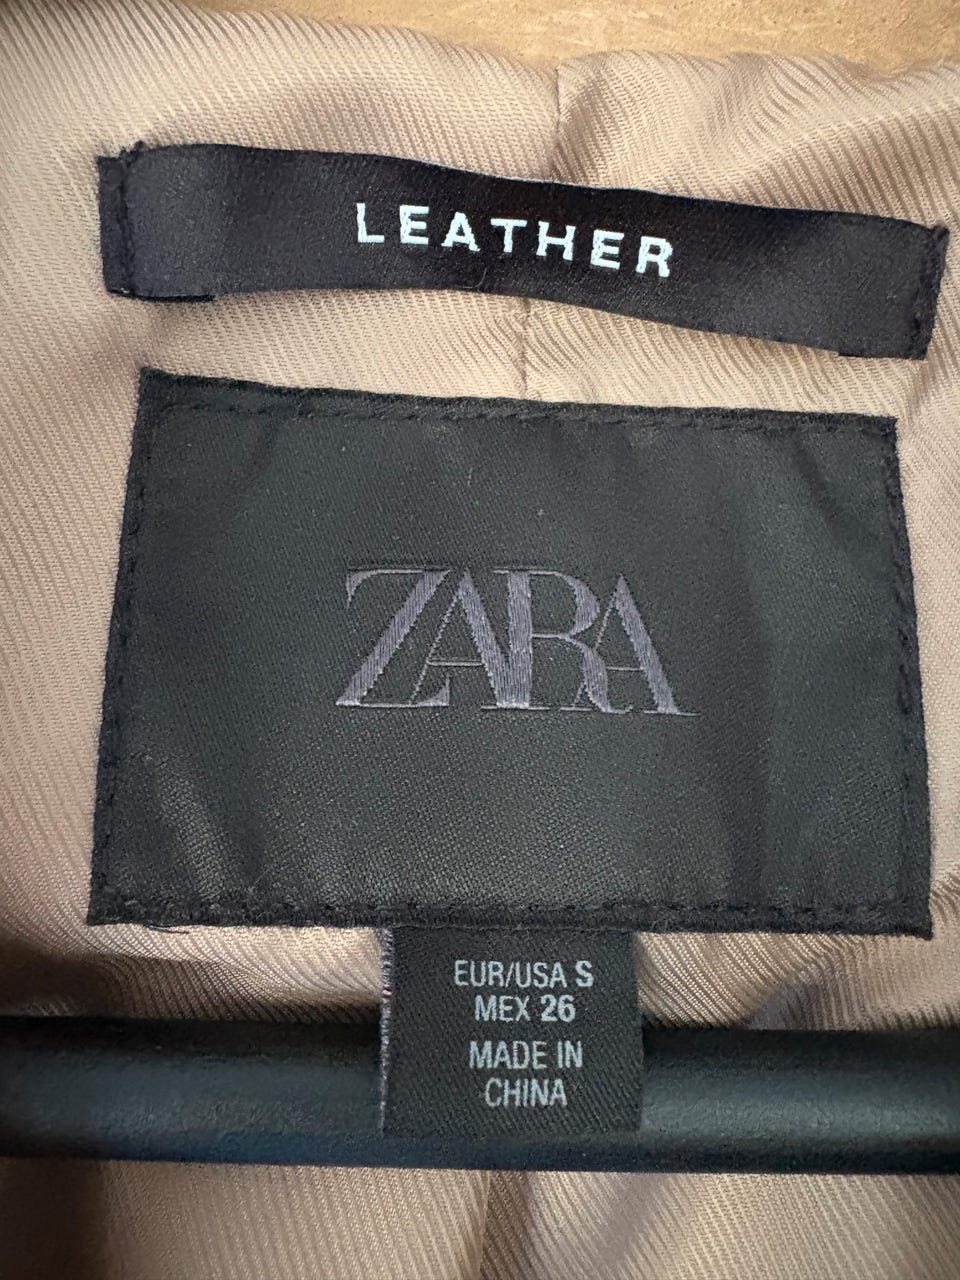 LEATHER
ZARA
EUR/USA S
MEX 26
MADE IN
CHINA